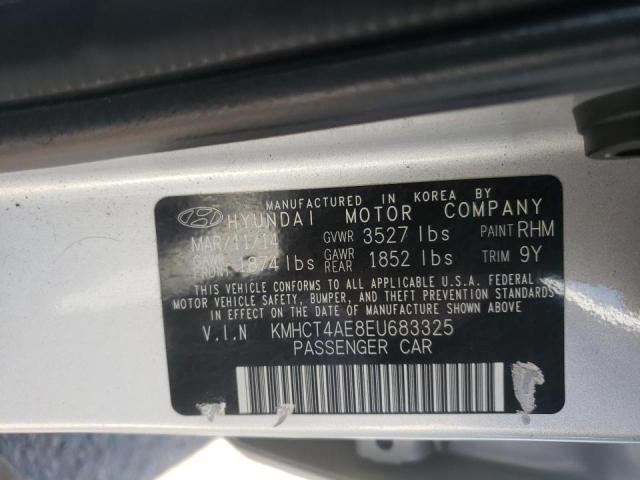 MANUFACTURED IN KOREA BY
HYUNDAI MOTOR COMPANY
MAR/11/14 GVWR 3527 lbs PAINT RHM
GAWR FRONT 1874 lbs GAWR REAR 1852 lbs TRIM 9Y
THIS VEHICLE CONFORMS TO ALL APPLICABLE U.S.A. FEDERAL
MOTOR VEHICLE SAFETY, BUMPER, AND THEFT PREVENTION STANDARDS
IN EFFECT ON THE DATE OF MANUFACTURE SHOWN ABOVE.
V.I.N KMHCT4AE8EU683325
PASSENGER CAR